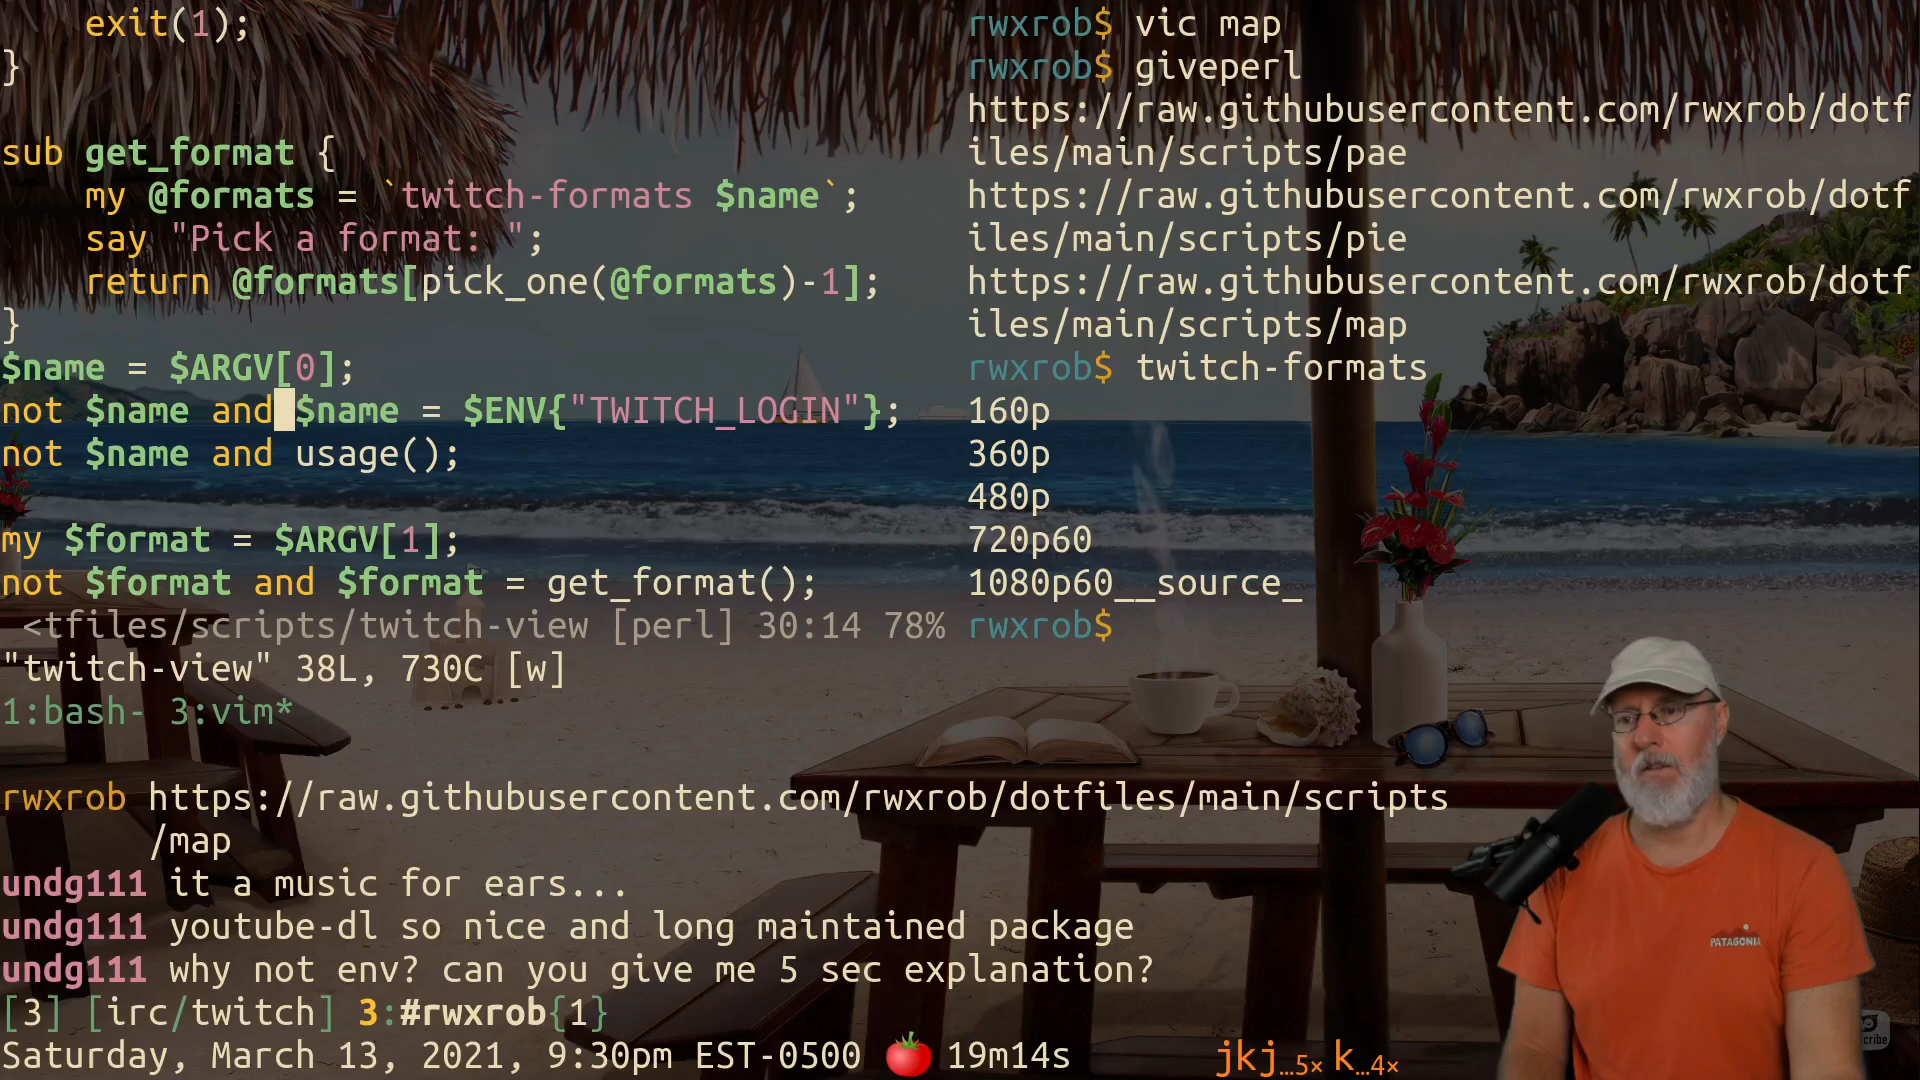 exit(1);
}

sub get_format {
    my @formats = `twitch-formats $name`;
    say "Pick a format: ";
    return @formats[pick_one(@formats)-1];
}
$name = $ARGV[0];
not $name and $name = $ENV{"TWITCH_LOGIN"};
not $name and usage();

my $format = $ARGV[1];
not $format and $format = get_format();
<tfiles/scripts/twitch-view [perl] 30:14 78%
"twitch-view" 38L, 730C [w]
1:bash- 3:vim*
rwxrob$ vic map
rwxrob$ giveperl
https://raw.githubusercontent.com/rwxrob/dotf
iles/main/scripts/pae
https://raw.githubusercontent.com/rwxrob/dotf
iles/main/scripts/pie
https://raw.githubusercontent.com/rwxrob/dotf
iles/main/scripts/map
rwxrob$ twitch-formats
160p
360p
480p
720p60
1080p60__source_
rwxrob$
rwxrob https://raw.githubusercontent.com/rwxrob/dotfiles/main/scripts
/map
undg111 it a music for ears...
undg111 youtube-dl so nice and long maintained package
undg111 why not env? can you give me 5 sec explanation?
[3] [irc/twitch] 3:#rwxrob{1}
Saturday, March 13, 2021, 9:30pm EST-0500 🍅 19m14s
jkj…5× k…4×
PATAGONIA